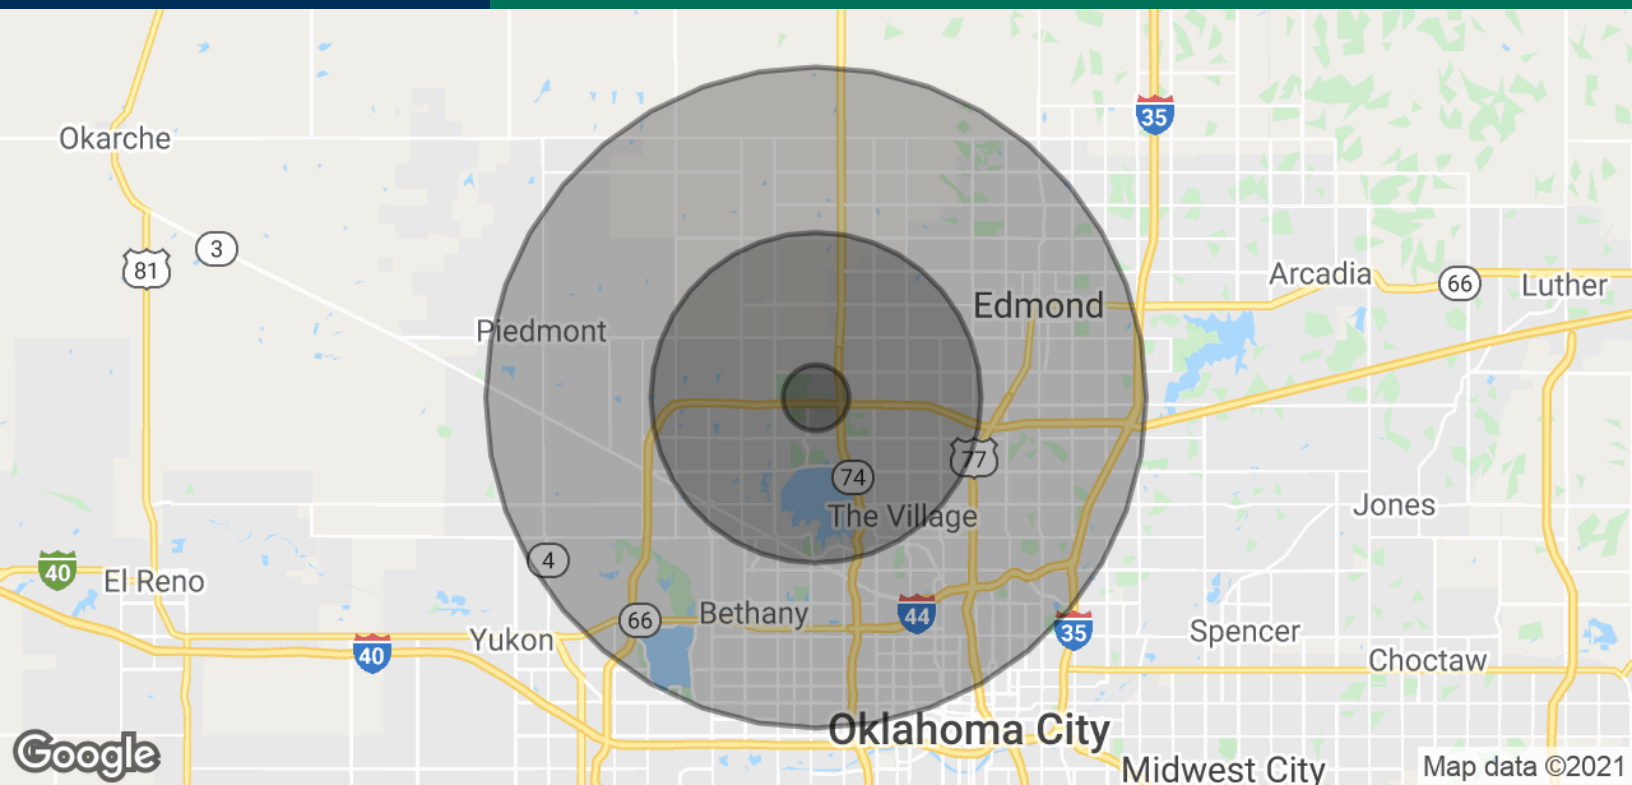 35
Okarche
3
81
Arcadia
66
Luther
Edmond
Piedmont
77
74
The Village
Jones
4
40
El Reno
66
Bethany
44
35
Spencer
Yukon
40
Choctaw
Oklahoma City
Google
Midwest City
Map data ©2021